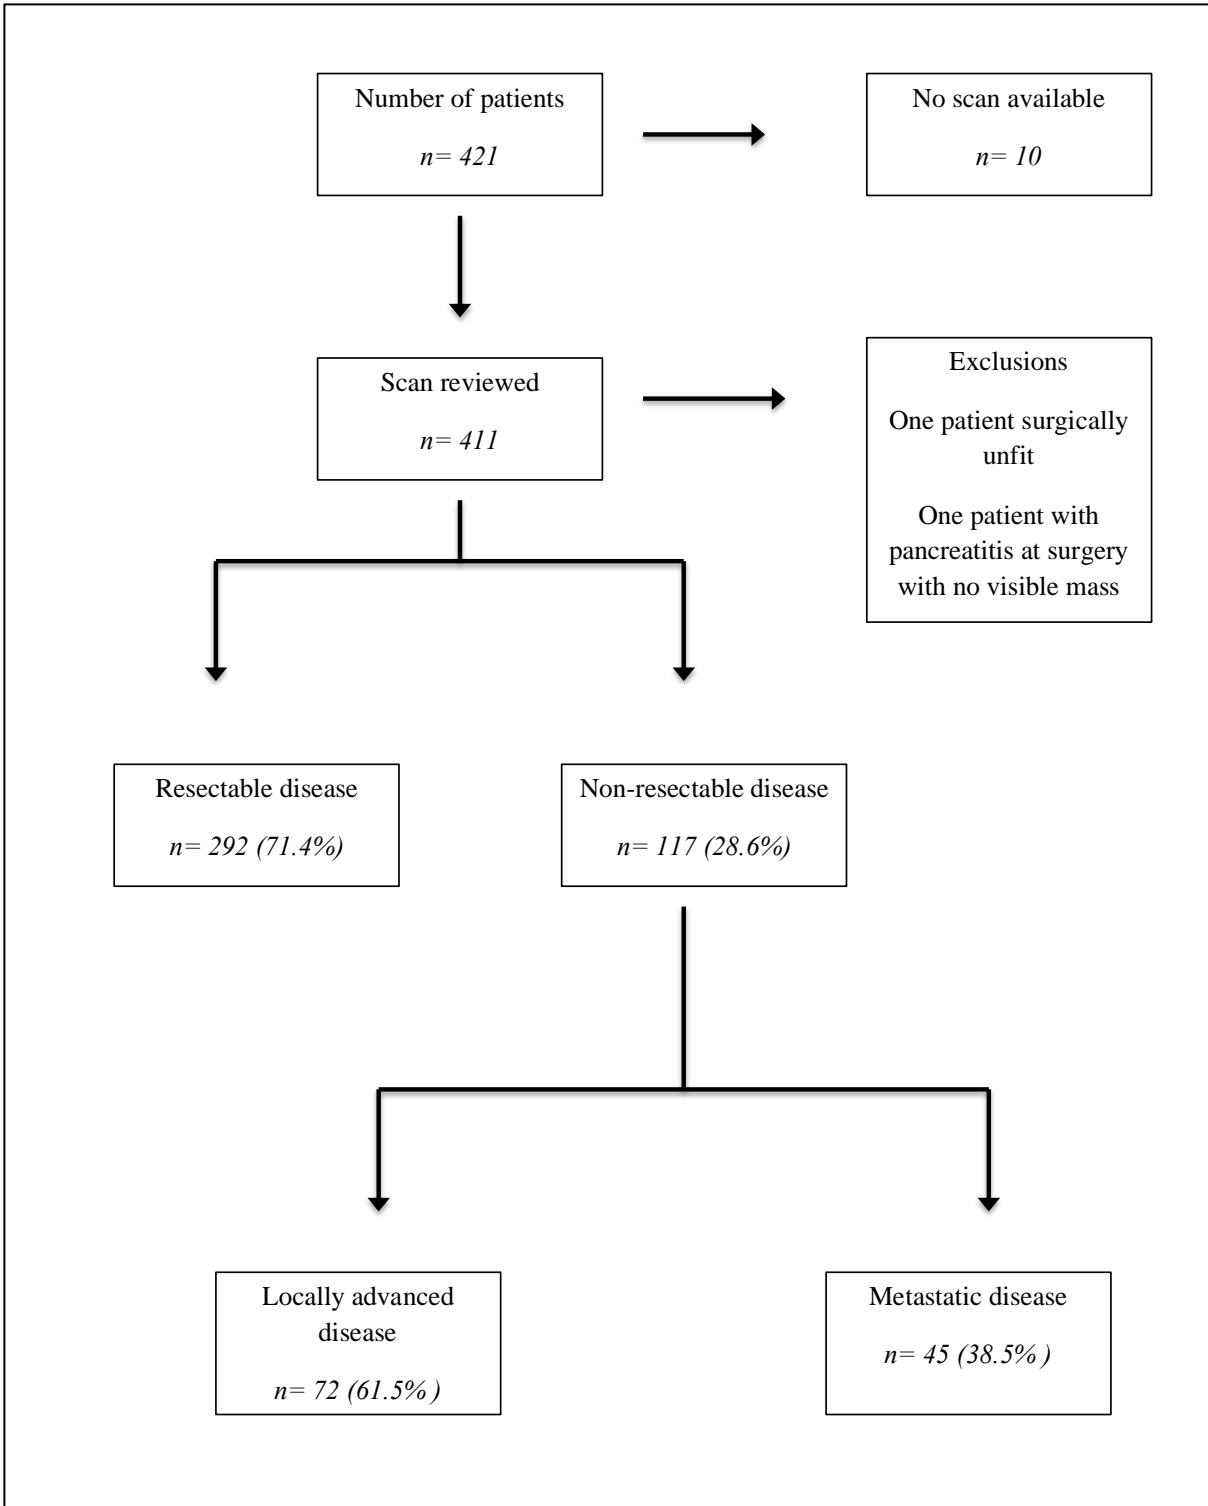 Number of patients
n= 421
No scan available
n= 10
Scan reviewed
n= 411
Exclusions
One patient surgically
unfit
One patient with
pancreatitis at surgery
with no visible mass
Resectable disease
n= 292 (71.4%)
Non-resectable disease
n= 117 (28.6%)
Locally advanced
disease
n= 72 (61.5%)
Metastatic disease
n= 45 (38.5%)